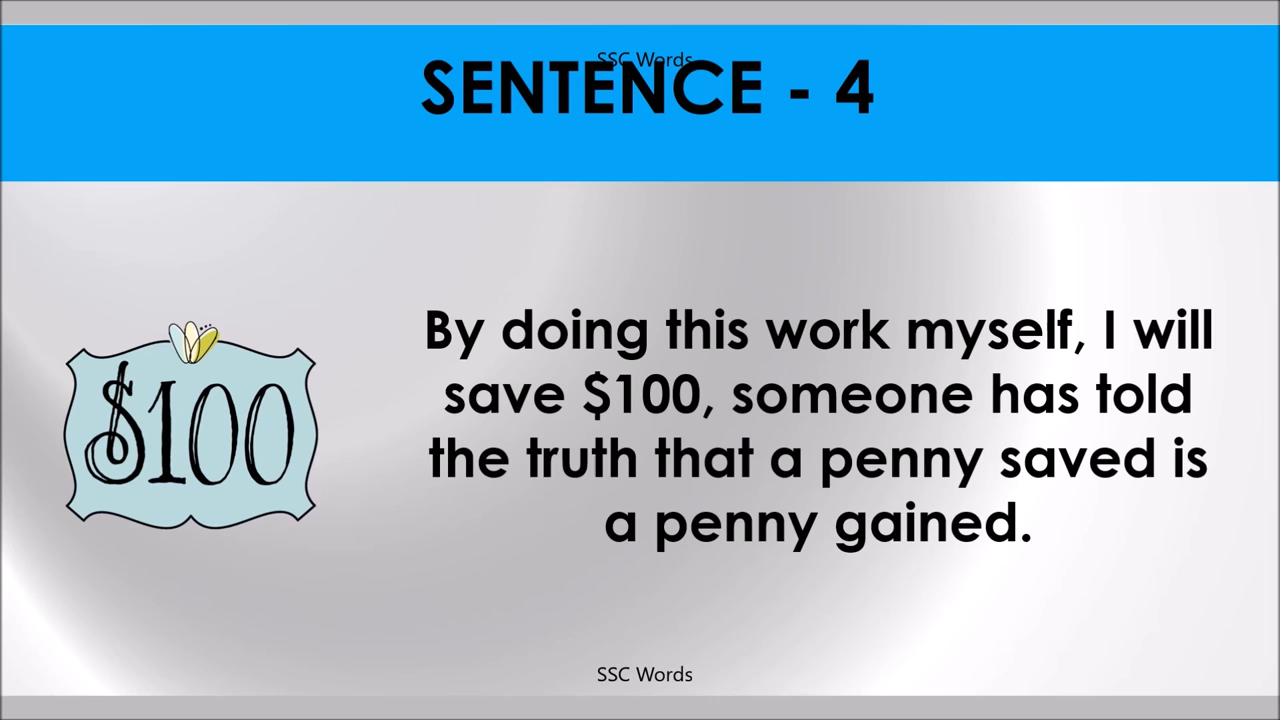 SSC Words
SENTENCE - 4
$100
By doing this work myself, I will
save $100, someone has told
the truth that a penny saved is
a penny gained.
SSC Words